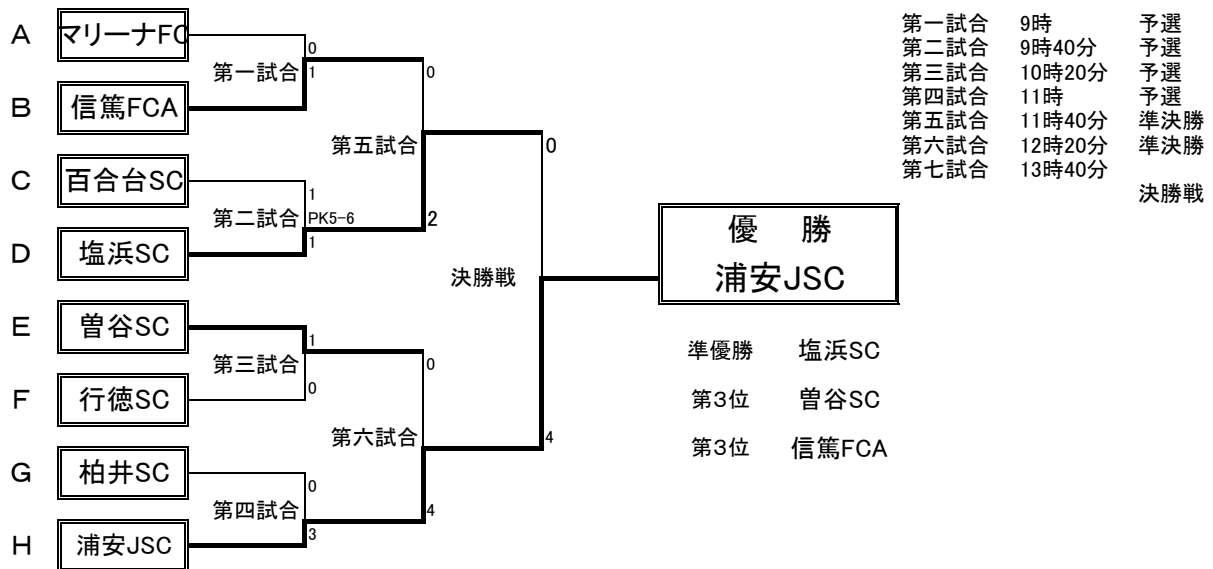 A マリーナFC
0
第一試合
1
B 信篤FCA
0
第五試合
0
C 百合台SC
1
第二試合 PK5-6
2
D 塩浜SC
1
決勝戦
E 曽谷SC
1
第三試合
0
F 行徳SC
0
第六試合
4
G 柏井SC
0
第四試合
4
H 浦安JSC
3
第一試合 9時 予選
第二試合 9時40分 予選
第三試合 10時20分 予選
第四試合 11時 予選
第五試合 11時40分 準決勝
第六試合 12時20分 準決勝
第七試合 13時40分
決勝戦
優 勝
浦安JSC
準優勝 塩浜SC
第3位 曽谷SC
第3位 信篤FCA